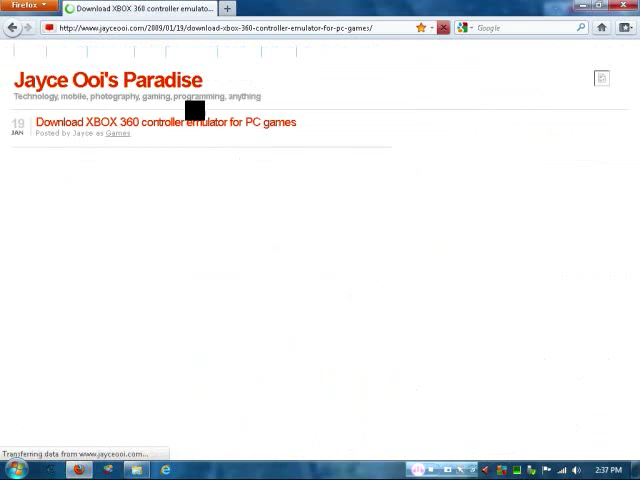 Firefox
Download XBOX 360 controller emulato...
http://www.jayceooi.com/2009/01/19/download-xbox-360-controller-emulator-for-pc-games/
Google
Jayce Ooi's Paradise
Technology, mobile, photography, gaming, programming, anything
19
JAN
Download XBOX 360 controller emulator for PC games
Posted by Jayce as Games
Transferring data from www.jayceooi.com...
2:37 PM